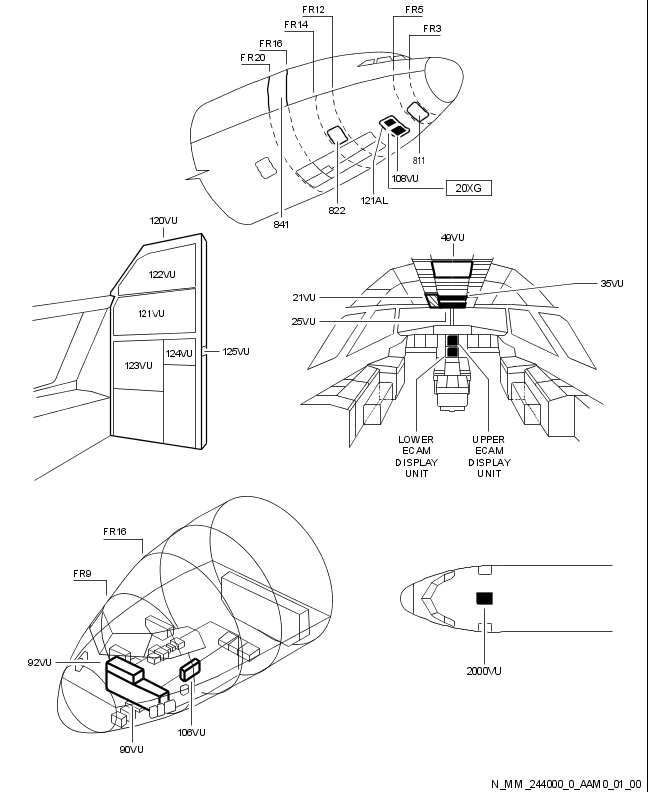 FR12
FR5
FR14
FR3
FR16
FR20
811
108VU
20XG
121AL
822
841
120VU
122VU
121VU
124VU
123VU
125VU
49VU
35VU
21VU
25VU
LOWER
ECAM
DISPLAY
UNIT
UPPER
ECAM
DISPLAY
UNIT
FR16
FR9
92VU
106VU
90VU
2000VU
N_MM_244000_0_AAM0_01_00